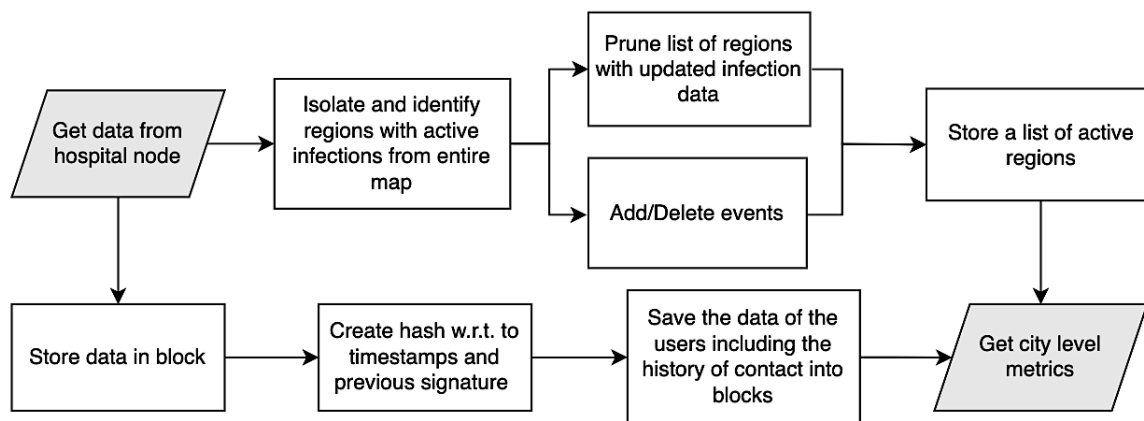 Get data from
hospital node
Isolate and identify
regions with active
infections from entire
map
Prune list of regions
with updated infection
data
Add/Delete events
Store a list of active
regions
Store data in block
Create hash w.r.t. to
timestamps and
previous signature
Save the data of the
users including the
history of contact into
blocks
Get city level
metrics